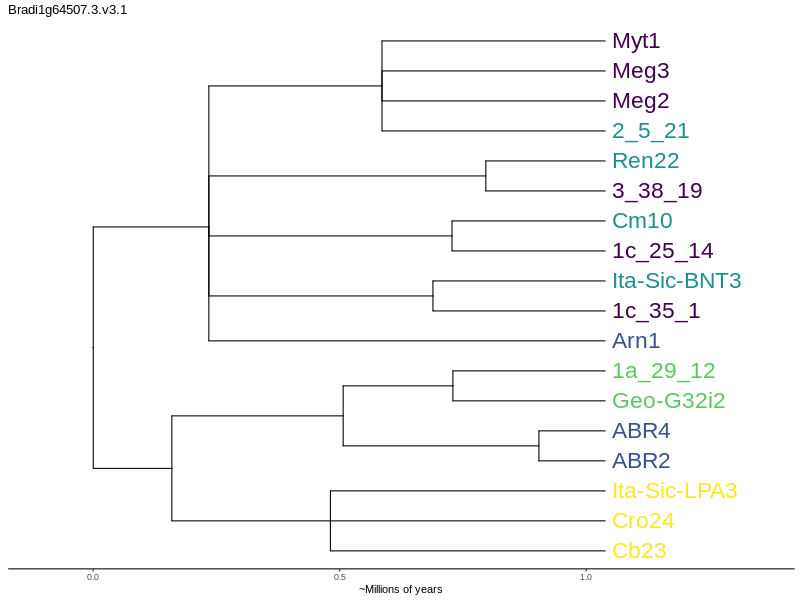 Bradi1g64507.3.v3.1
Myt1
Meg3
Meg2
2_5_21
Ren22
3_38_19
Cm10
1c_25_14
Ita-Sic-BNT3
1c_35_1
Arn1
1a_29_12
Geo-G32i2
ABR4
ABR2
Ita-Sic-LPA3
Cro24
Cb23
0.0 0.5 1.0
~Millions of years